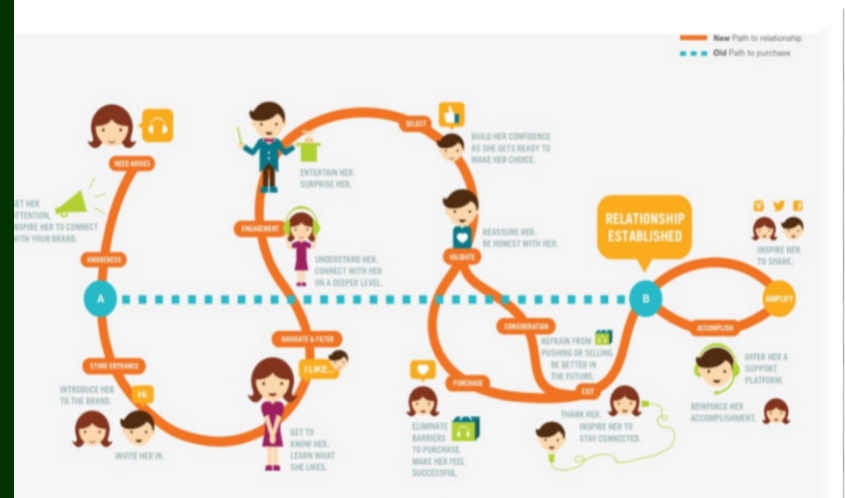 New Path to relationship
Old Path to purchase
NEED ARISES
GET HER
ATTENTION,
INSPIRE HER TO CONNECT
WITH YOUR BRAND.
AWARENESS
A
STORE ENTRANCE
INTRODUCE HER
TO THE BRAND.
Hi
INVITE HER IN.
ENTERTAIN HER.
SURPRISE HER.
ENGAGEMENT
UNDERSTAND HER.
CONNECT WITH HER
ON A DEEPER LEVEL.
NAVIGATE & FILTER
I LIKE...
GET TO
KNOW HER.
LEARN WHAT
SHE LIKES.
SELECT
BUILD HER CONFIDENCE
AS SHE GETS READY TO
MAKE HER CHOICE.
REASSURE HER.
BE HONEST WITH HER.
VALIDATE
CONSIDERATION
REFRAIN FROM
PUSHING OR SELLING.
BE BETTER IN
THE FUTURE.
PURCHASE
EXIT
ELIMINATE
BARRIERS
TO PURCHASE.
MAKE HER FEEL
SUCCESSFUL.
THANK HER.
INSPIRE HER TO
STAY CONNECTED.
RELATIONSHIP
ESTABLISHED
B
INSPIRE HER
TO SHARE.
AMPLIFY
ACCOMPLISH
OFFER HER A
SUPPORT
PLATFORM.
REINFORCE HER
ACCOMPLISHMENT.